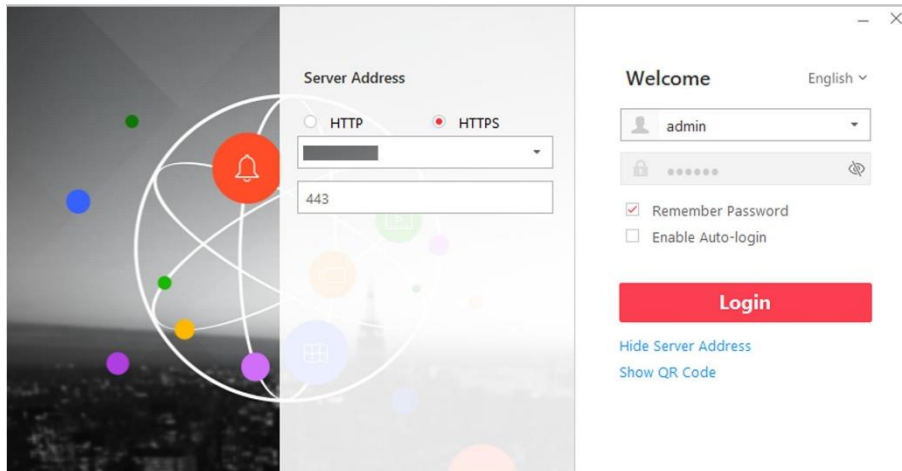 Server Address
HTTP
HTTPS
443
Welcome
English
admin
Remember Password
Enable Auto-login
Login
Hide Server Address
Show QR Code